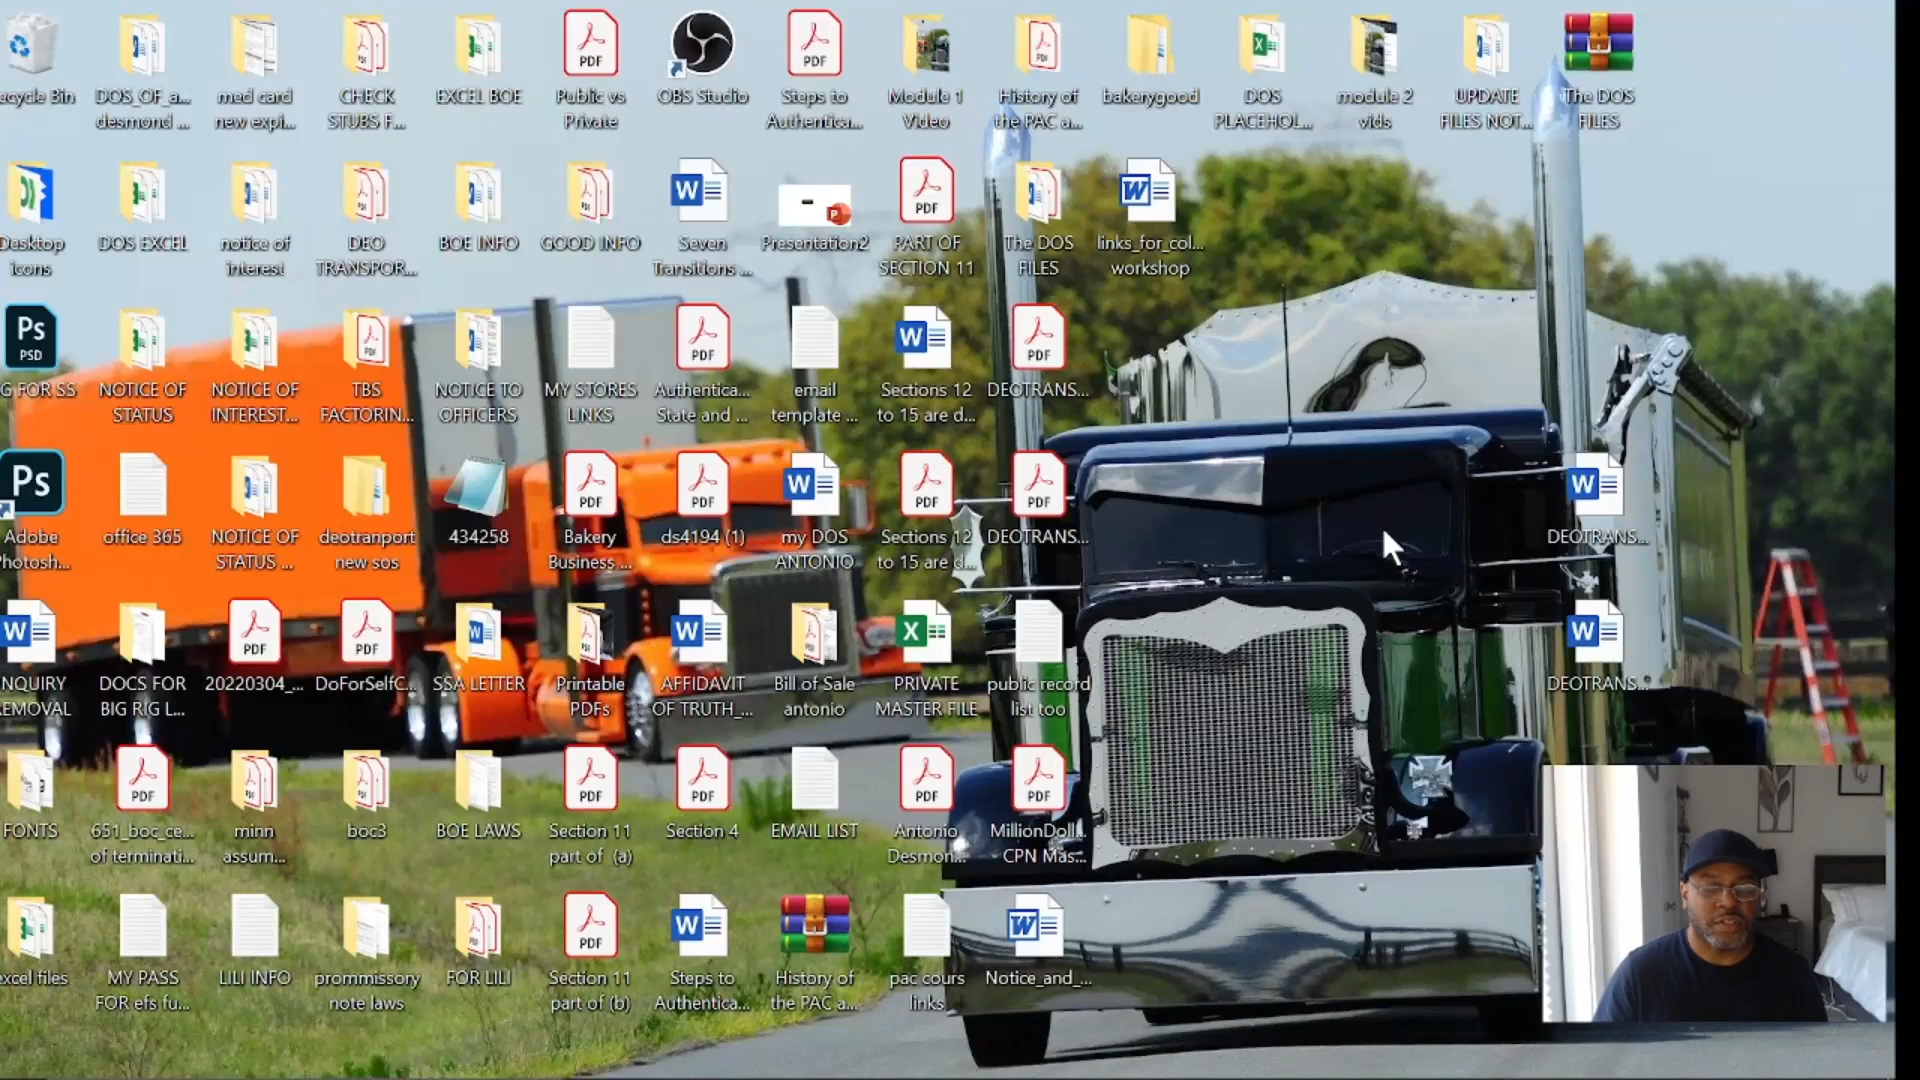 ecycle Bin
DOS_OF_a...
desmond ...
med card
new expi...
CHECK
STUBS F...
EXCEL BOE
PDF
Public vs
Private
OBS Studio
PDF
Steps to
Authentica...
Module 1
Video
History of
the PAC a...
bakerygood
DOS
PLACEHOL...
module 2
vids
UPDATE
FILES NOT...
The DOS
FILES
Desktop
icons
DOS EXCEL
notice of
interest
DEO
TRANSPOR...
BOE INFO
GOOD INFO
W
Seven
Transitions ...
P
Presentation2
PDF
PART OF
SECTION 11
The DOS
FILES
W
links_for_col...
workshop
Ps
PSD
G FOR SS
NOTICE OF
STATUS
NOTICE OF
INTEREST...
TBS
FACTORIN...
NOTICE TO
OFFICERS
MY STORES
LINKS
PDF
Authentica...
State and ...
email
template ...
W
Sections 12
to 15 are d...
PDF
DEOTRANS...
Ps
Adobe
Photosh...
office 365
NOTICE OF
STATUS ...
deotranport
new sos
434258
PDF
Bakery
Business ...
PDF
ds4194 (1)
W
my DOS
ANTONIO
PDF
Sections 12
to 15 are d...
PDF
DEOTRANS...
W
DEOTRANS...
W
NQUIRY
EMOVAL
DOCS FOR
BIG RIG L...
PDF
20220304_...
PDF
DoForSelfC...
SSA LETTER
Printable
PDFs
W
AFFIDAVIT
OF TRUTH_...
Bill of Sale
antonio
X
PRIVATE
MASTER FILE
public record
list too
W
DEOTRANS...
FONTS
PDF
651_boc_ce...
of terminati...
minn
assum...
boc3
BOE LAWS
PDF
Section 11
part of (a)
PDF
Section 4
EMAIL LIST
PDF
Antonio
Desmon...
PDF
MillionDoll...
CPN Mas...
excel files
MY PASS
FOR efs fu...
LILI INFO
prommissory
note laws
FOR LILI
PDF
Section 11
part of (b)
W
Steps to
Authentica...
History of
the PAC a...
pac cours
links
W
Notice_and_...